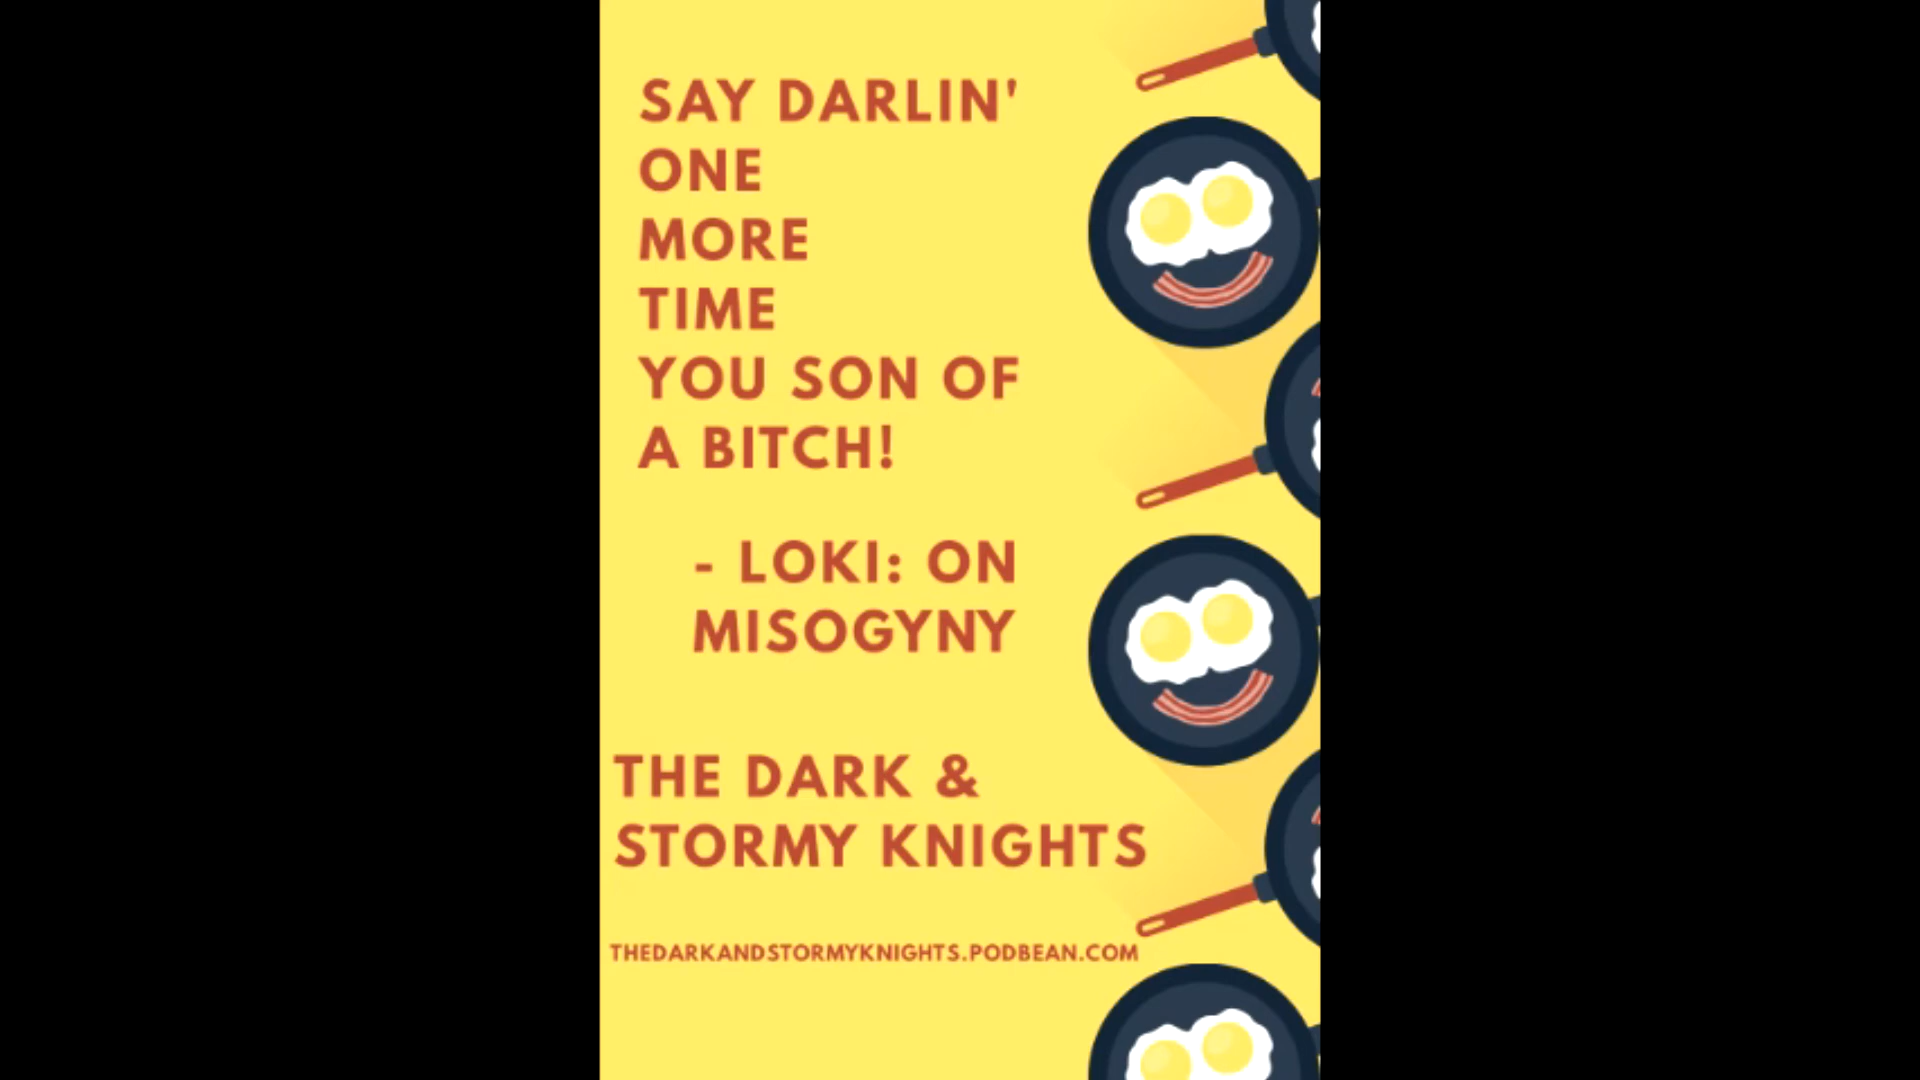 SAY DARLIN'
ONE
MORE
TIME
YOU SON OF
A BITCH!
- LOKI: ON
MISOGYNY
THE DARK &
STORMY KNIGHTS
THEDARKANDSTORMYKNIGHTS.PODBEAN.COM